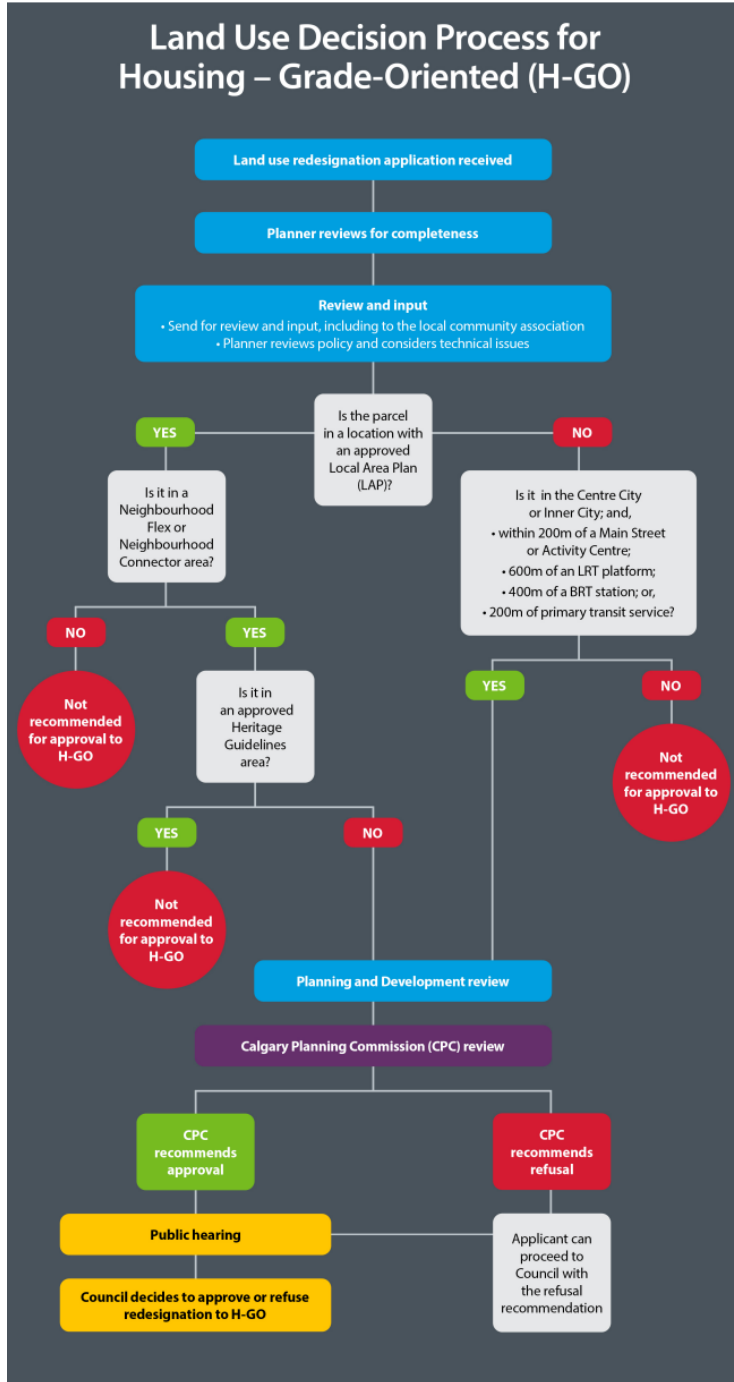 Land Use Decision Process for
Housing – Grade-Oriented (H-GO)
Land use redesignation application received
Planner reviews for completeness
Review and input
• Send for review and input, including to the local community association
• Planner reviews policy and considers technical issues
Is the parcel
in a location with
an approved
Local Area Plan
(LAP)?
YES
NO
Is it in a
Neighbourhood
Flex or
Neighbourhood
Connector area?
Is it in the Centre City
or Inner City; and,
• within 200m of a Main Street
or Activity Centre;
• 600m of an LRT platform;
• 400m of a BRT station; or,
• 200m of primary transit service?
NO
YES
YES
NO
Not
recommended
for approval to
H-GO
Is it in
an approved
Heritage
Guidelines
area?
Not
recommended
for approval to
H-GO
YES
NO
Not
recommended
for approval to
H-GO
Planning and Development review
Calgary Planning Commission (CPC) review
CPC
recommends
approval
CPC
recommends
refusal
Public hearing
Applicant can
proceed to
Council with
the refusal
recommendation
Council decides to approve or refuse
redesignation to H-GO